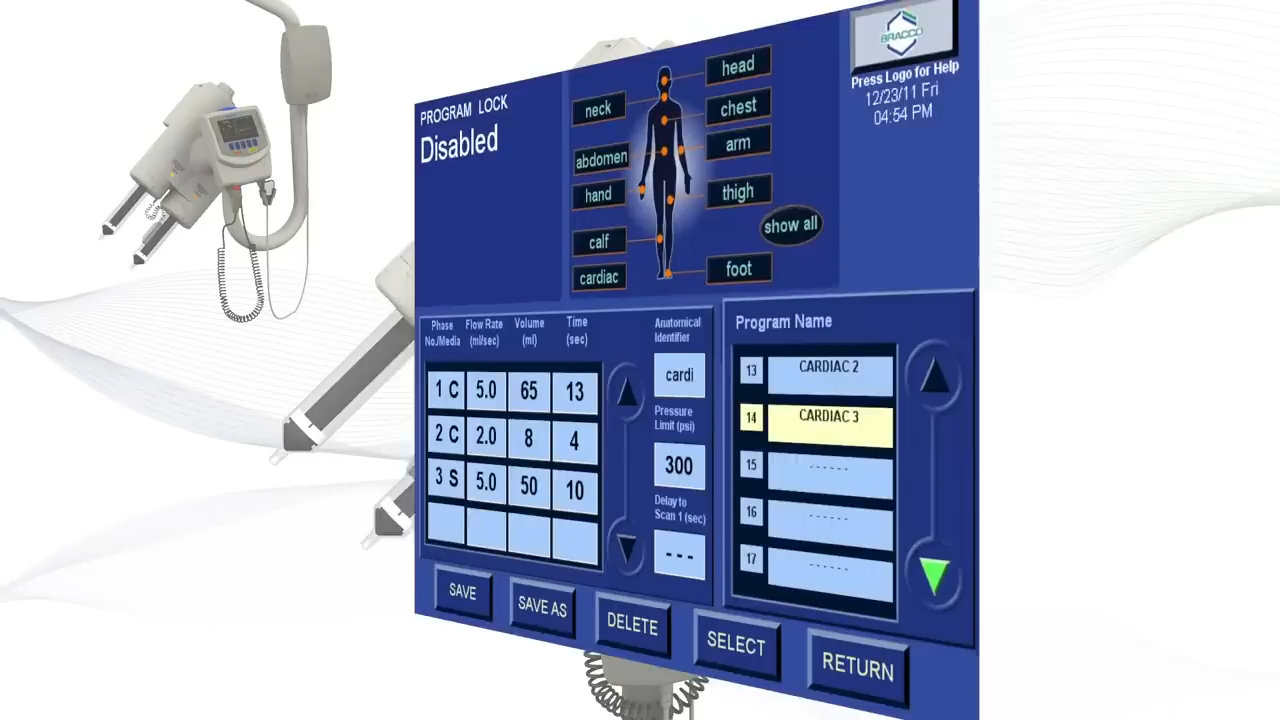 PROGRAM LOCK
Disabled
head
neck
chest
arm
abdomen
hand
thigh
show all
calf
foot
cardiac
BRACCO
Press Logo for Help
12/23/11 Fri
04:54 PM
Phase No./Media
Flow Rate (ml/sec)
Volume (ml)
Time (sec)
1 C 5.0 65 13
2 C 2.0 8 4
3 S 5.0 50 10
Anatomical
Identifier
cardi
Pressure
Limit (psi)
300
Delay to
Scan 1 (sec)
- - -
Program Name
13 CARDIAC 2
14 CARDIAC 3
15 - - - - - -
16 - - - - - -
17 - - - - - -
SAVE
SAVE AS
DELETE
SELECT
RETURN